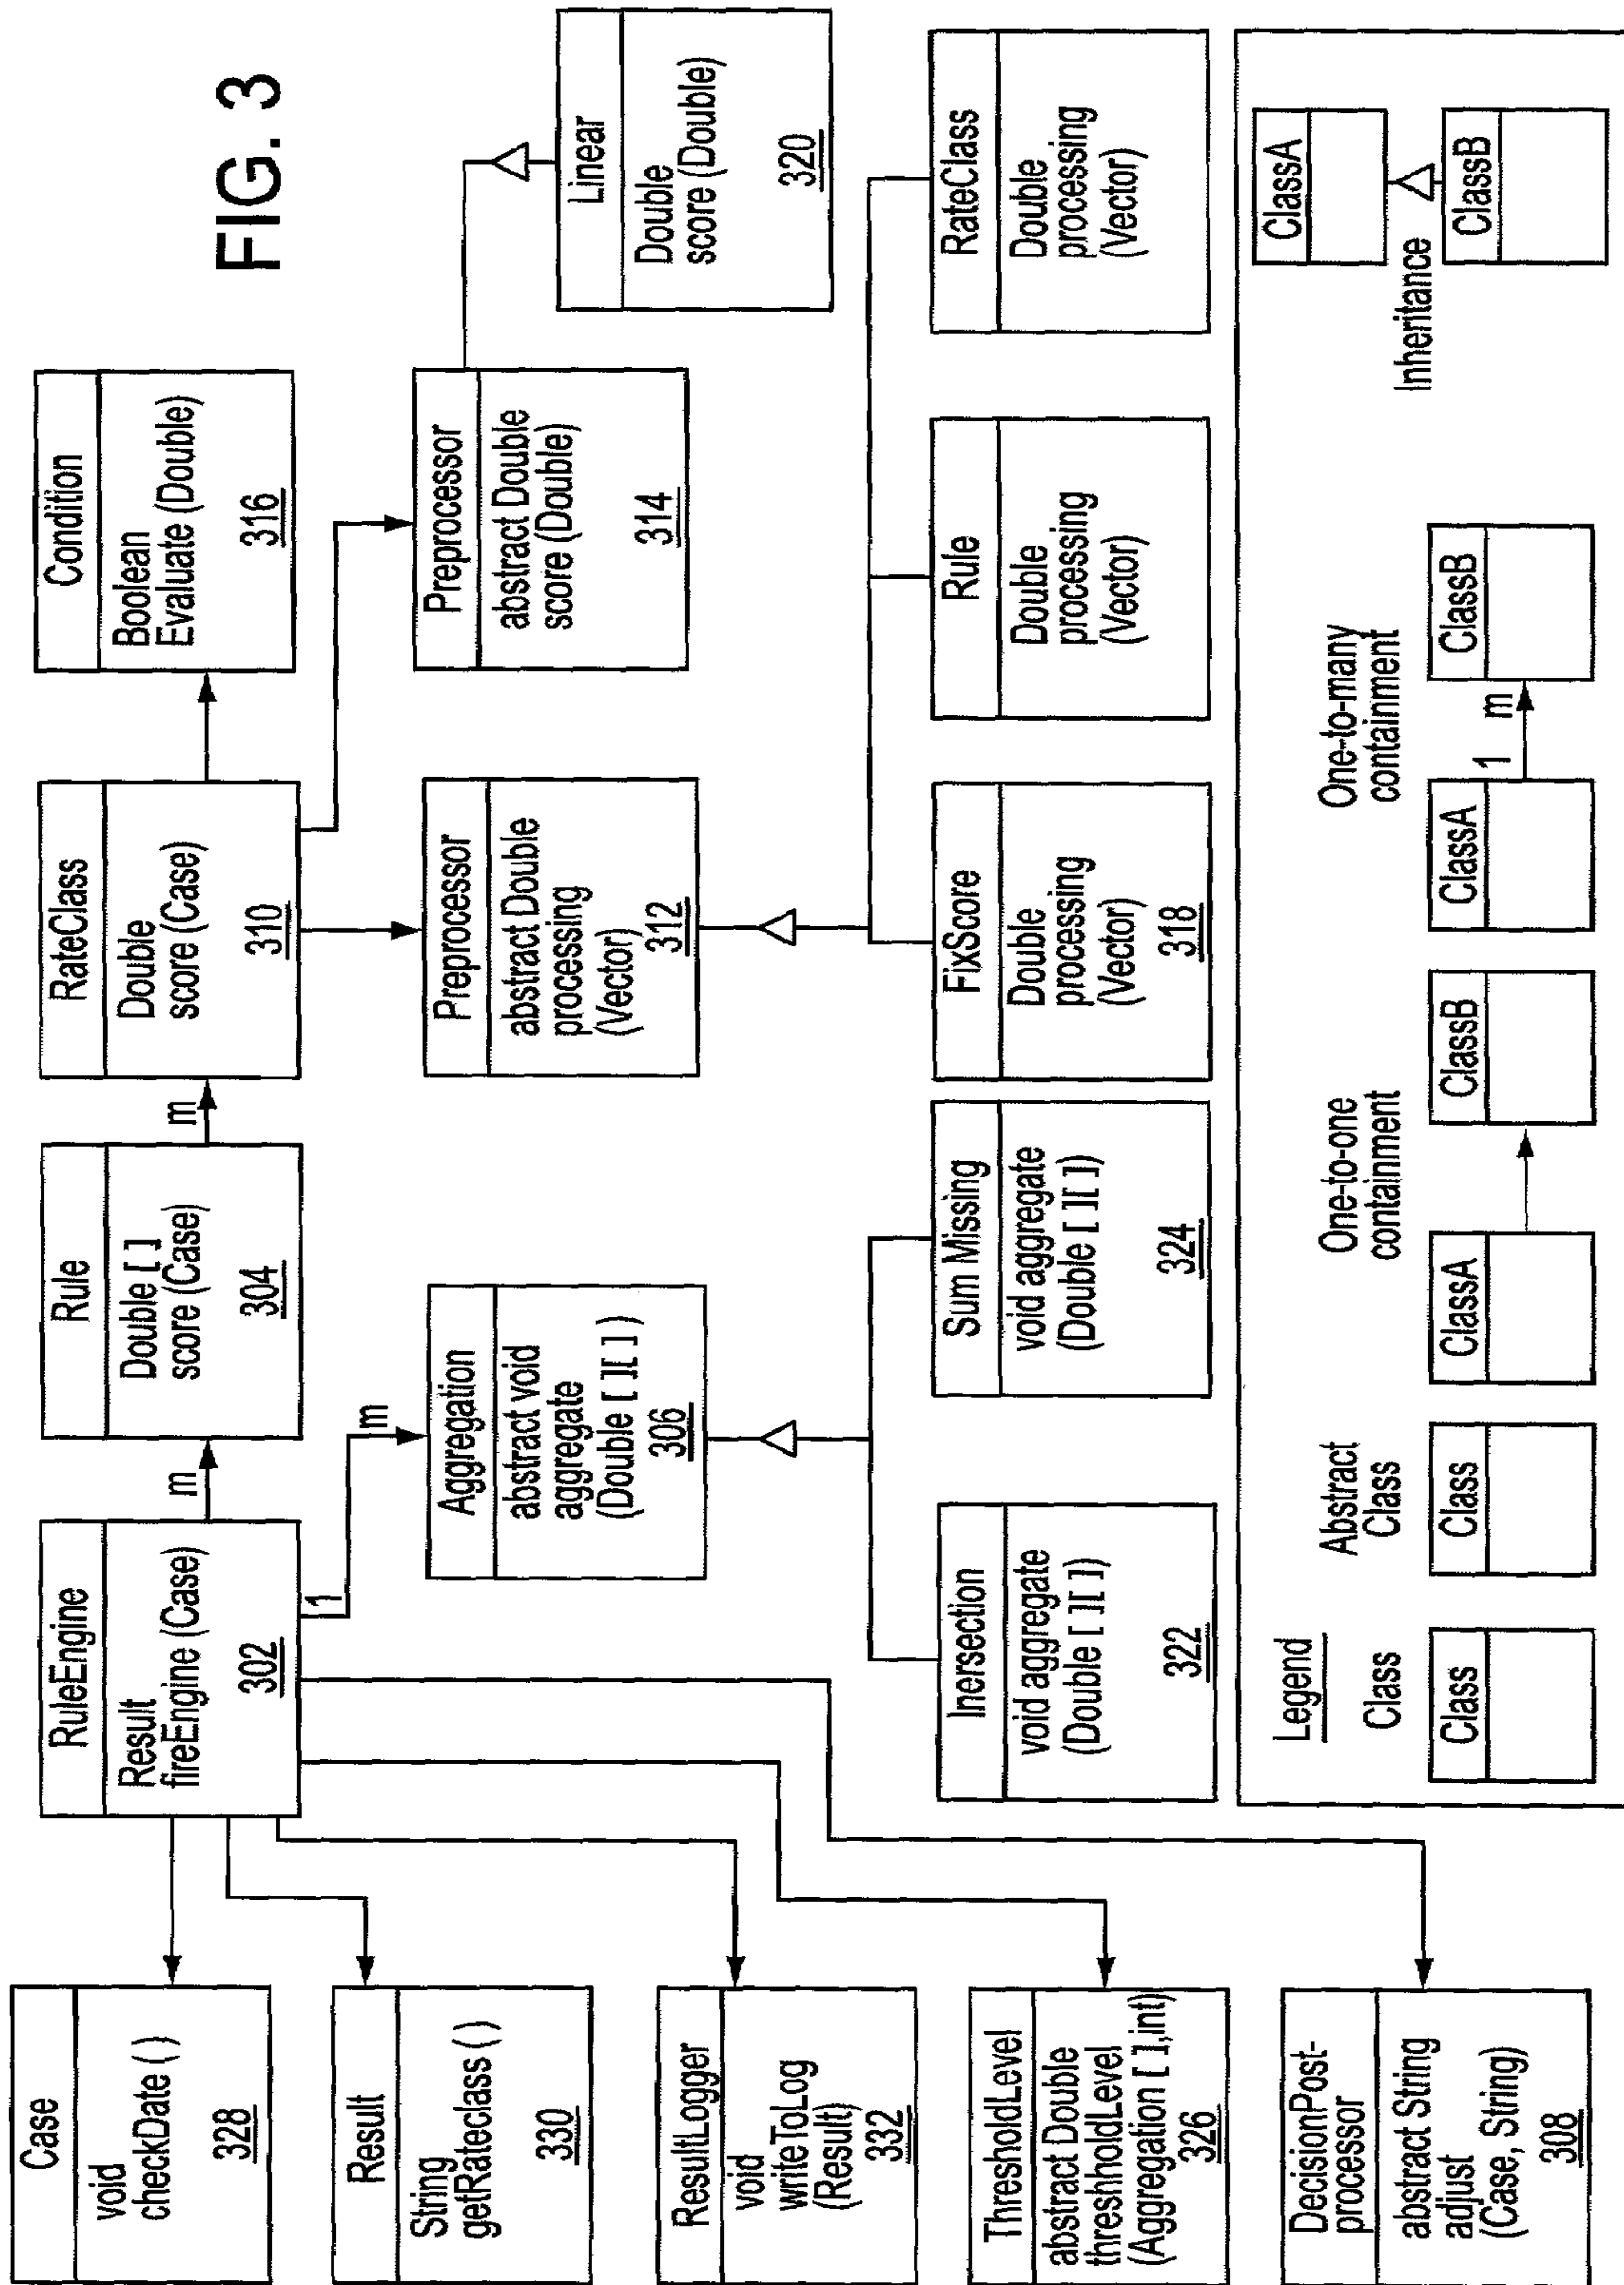 FIG. 3
Case
void
checkDate ( )
328
Result
String
getRateclass ( )
330
ResultLogger
void
writeToLog
(Result)
332
ThresholdLevel
abstract Double
threshholdLevel
(Aggregation [ ],int)
326
DecisionPost-
processor
abstract String
adjust
(Case, String)
308
RuleEngine
Result
fireEngine (Case)
302
m
1
m
Rule
Double [ ]
score (Case)
304
m
RateClass
Double
score (Case)
310
Condition
Boolean
Evaluate (Double)
316
Aggregation
abstract void
aggregate
(Double [ ][ ] )
306
Preprocessor
abstract Double
processing
(Vector)
312
Preprocessor
abstract Double
score (Double)
314
Linear
Double
score (Double)
320
Inersection
void aggregate
(Double [ ][ ])
322
Sum Missing
void aggregate
(Double [ ][ ])
324
FixScore
Double
processing
(Vector)
318
Rule
Double
processing
(Vector)
RateClass
Double
processing
(Vector)
Legend
Class
Class
Abstract
Class
Class
One-to-one
containment
ClassA
ClassB
One-to-many
containment
ClassA
1
m
ClassB
Inheritance
ClassA
ClassB